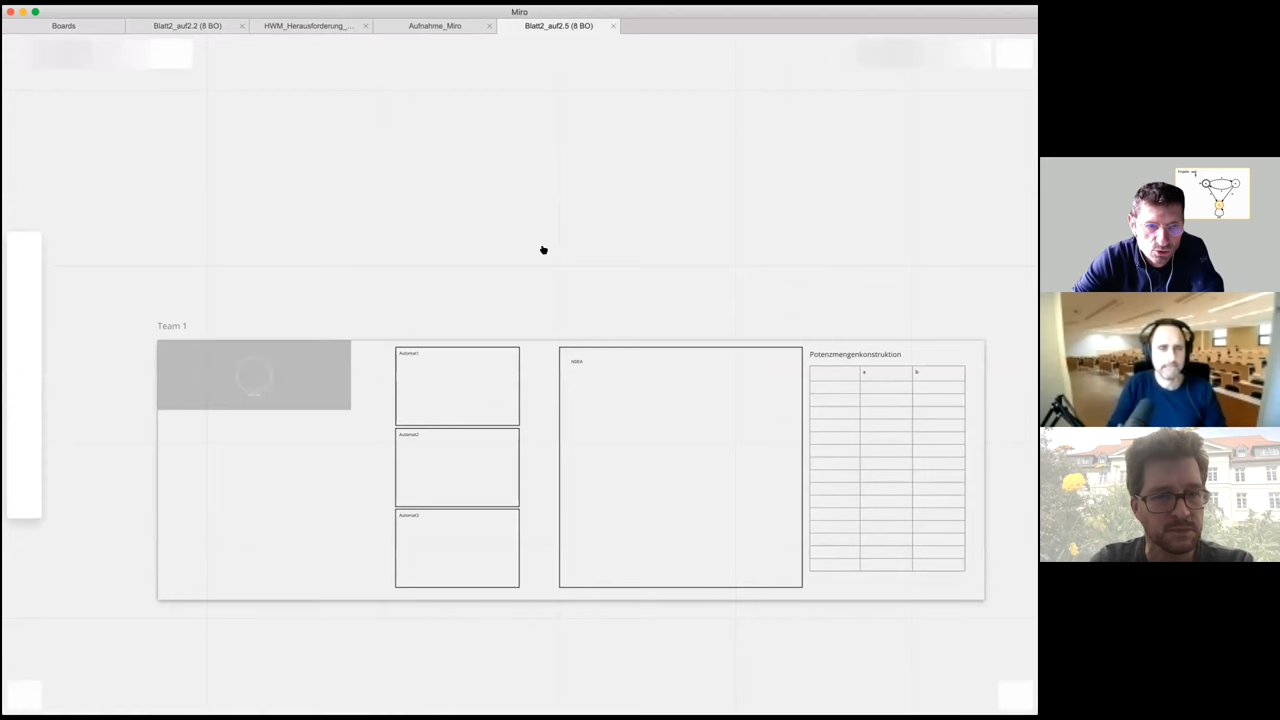 Miro
Boards
Blatt2_auf2.2 (8 BO)
HWM_Herausforderung_...
Aufnahme_Miro
Blatt2_auf2.5 (8 BO)
Team 1
Automat1
Automat2
Automat3
NDEA
Potenzmengenkonstruktion
a b